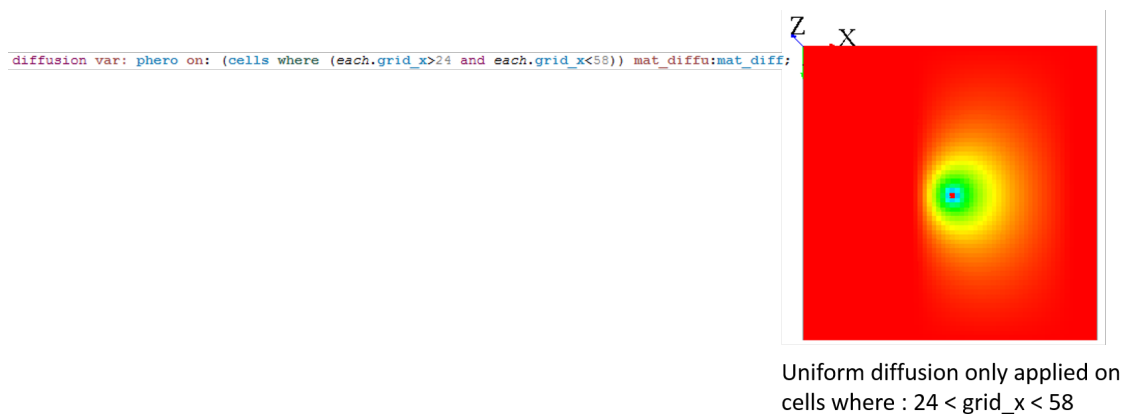 Z
X
diffusion var: phero on: (cells where (each.grid_x>24 and each.grid_x<58)) mat_diffu:mat_diff;
Uniform diffusion only applied on
cells where : 24 < grid_x < 58